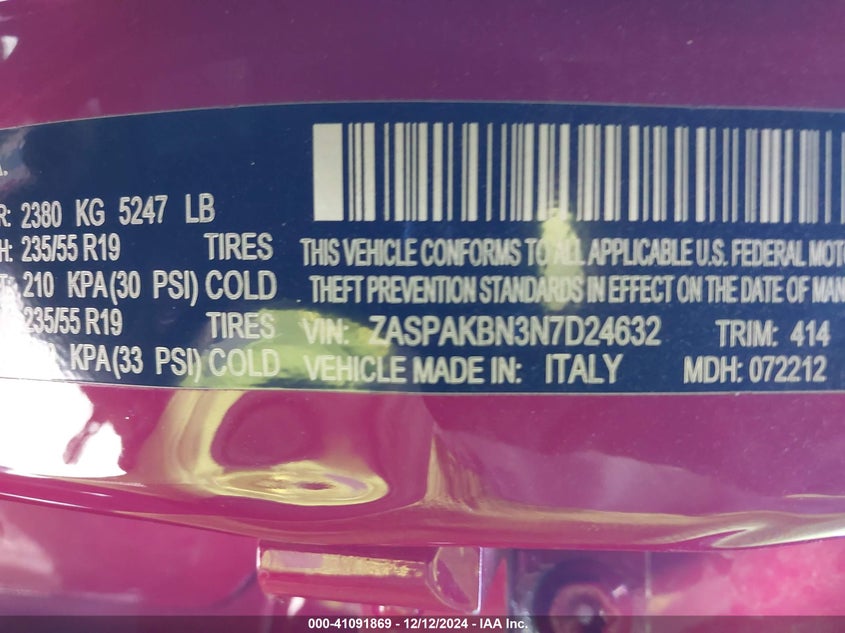 R: 2380 KG 5247 LB
H: 235/55 R19 TIRES
T: 210 KPA(30 PSI) COLD
235/55 R19 TIRES
KPA(33 PSI) COLD
THIS VEHICLE CONFORMS TO ALL APPLICABLE U.S. FEDERAL MOTO
THEFT PREVENTION STANDARDS IN EFFECT ON THE DATE OF MAN
VIN: ZASPAKBN3N7D24632 TRIM: 414
VEHICLE MADE IN: ITALY MDH: 072212
000-41091869 - 12/12/2024 - IAA Inc.